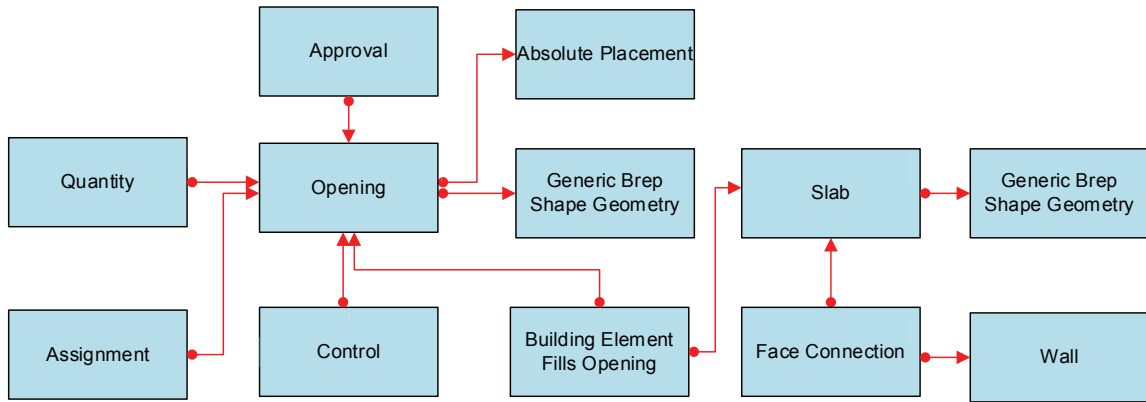 Approval
Absolute Placement
Quantity
Opening
Generic Brep
Shape Geometry
Slab
Generic Brep
Shape Geometry
Assignment
Control
Building Element
Fills Opening
Face Connection
Wall